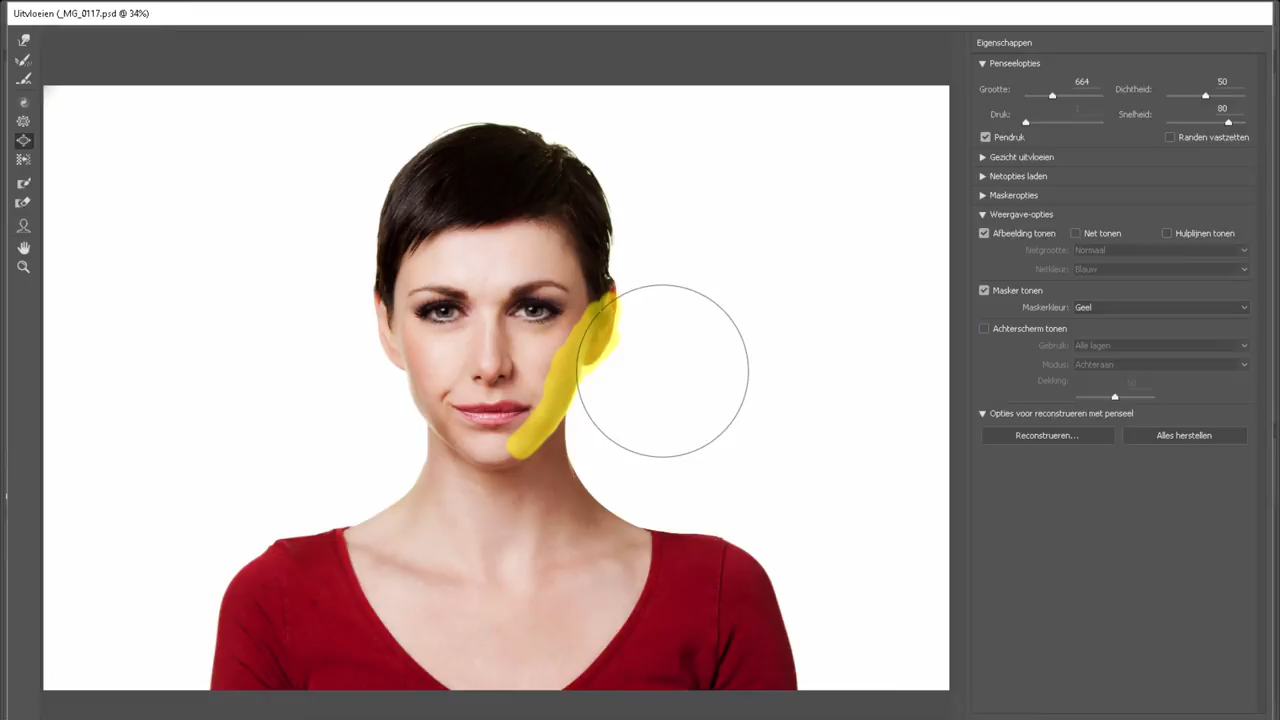 Uitvloeien (_MG_0117.psd @ 34%)
Eigenschappen
Penseelopties
Grootte: 664 Dichtheid: 50
Druk: 1 Snelheid: 80
Pendruk Randen vastzetten
Gezicht uitvloeien
Netopties laden
Maskeropties
Weergave-opties
Afbeelding tonen Net tonen Hulplijnen tonen
Netgrootte: Normaal
Netkleur: Blauw
Masker tonen
Maskerkleur: Geel
Achterscherm tonen
Gebruik: Alle lagen
Modus: Achteraan
Dekking: 50
Opties voor reconstrueren met penseel
Reconstrueren... Alles herstellen